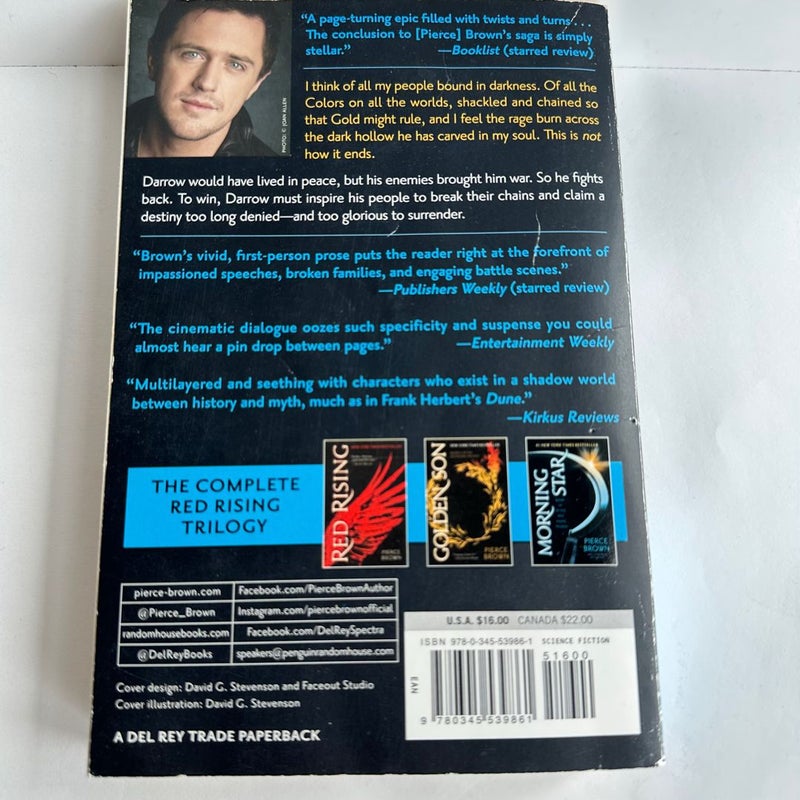 “A page-turning epic filled with twists and turns . . .
The conclusion to [Pierce] Brown’s saga is simply
stellar.” —Booklist (starred review)
PHOTO: © JOAN ALLEN
I think of all my people bound in darkness. Of all the
Colors on all the worlds, shackled and chained so
that Gold might rule, and I feel the rage burn across
the dark hollow he has carved in my soul. This is not
how it ends.
Darrow would have lived in peace, but his enemies brought him war. So he fights
back. To win, Darrow must inspire his people to break their chains and claim a
destiny too long denied—and too glorious to surrender.
“Brown’s vivid, first-person prose puts the reader right at the forefront of
impassioned speeches, broken families, and engaging battle scenes.”
—Publishers Weekly (starred review)
“The cinematic dialogue oozes such specificity and suspense you could
almost hear a pin drop between pages.” —Entertainment Weekly
“Multilayered and seething with characters who exist in a shadow world
between history and myth, much as in Frank Herbert’s Dune.”
—Kirkus Reviews
THE COMPLETE
RED RISING
TRILOGY
RED RISING
PIERCE
BROWN
GOLDEN SON
PIERCE
BROWN
#1 NEW YORK TIMES BESTSELLER
MORNING
STAR
PIERCE
BROWN
pierce-brown.com Facebook.com/PierceBrownAuthor
@Pierce_Brown Instagram.com/piercebrownofficial
randomhousebooks.com Facebook.com/DelReySpectra
@DelReyBooks speakers@penguinrandomhouse.com
Cover design: David G. Stevenson and Faceout Studio
Cover illustration: David G. Stevenson
A DEL REY TRADE PAPERBACK
U.S.A. $16.00 CANADA $22.00
ISBN 978-0-345-53986-1 SCIENCE FICTION
51600
EAN
9 780345 539861